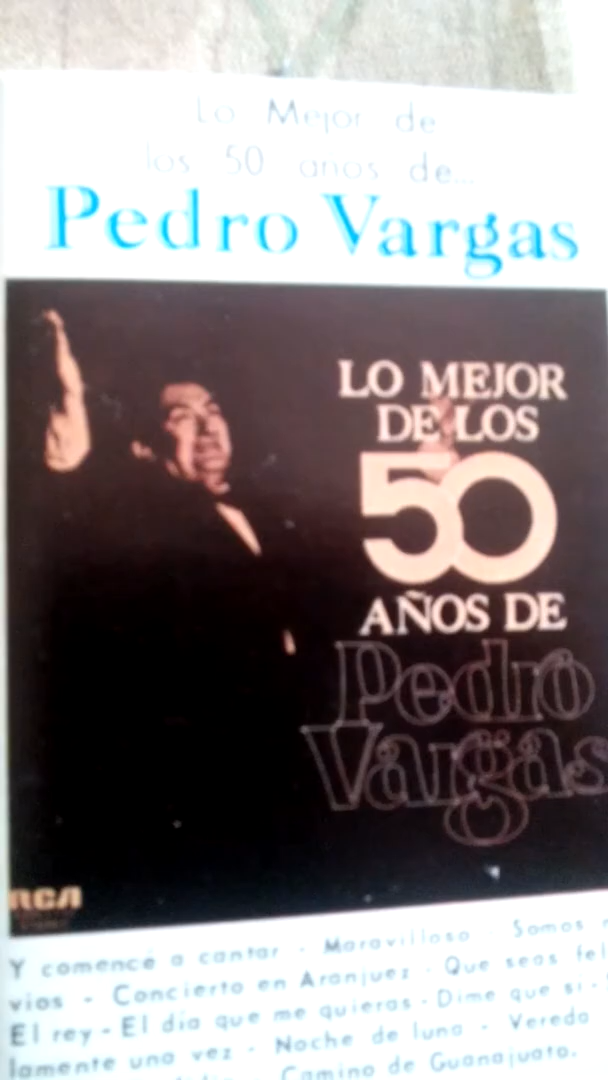 Lo Mejor de
los 50 anos de...
Pedro Vargas
LO MEJOR
DE LOS
50
AÑOS DE
Pedro
Vargas
RCA
Y comencé a cantar - Maravilloso - Somos
vios - Concierto en Aranjuez - Que seas fel
El rey - El dia que me quieras - Dime que si -
lamente una vez - Noche de luna - Vereda
- Camino de Guanajuato.